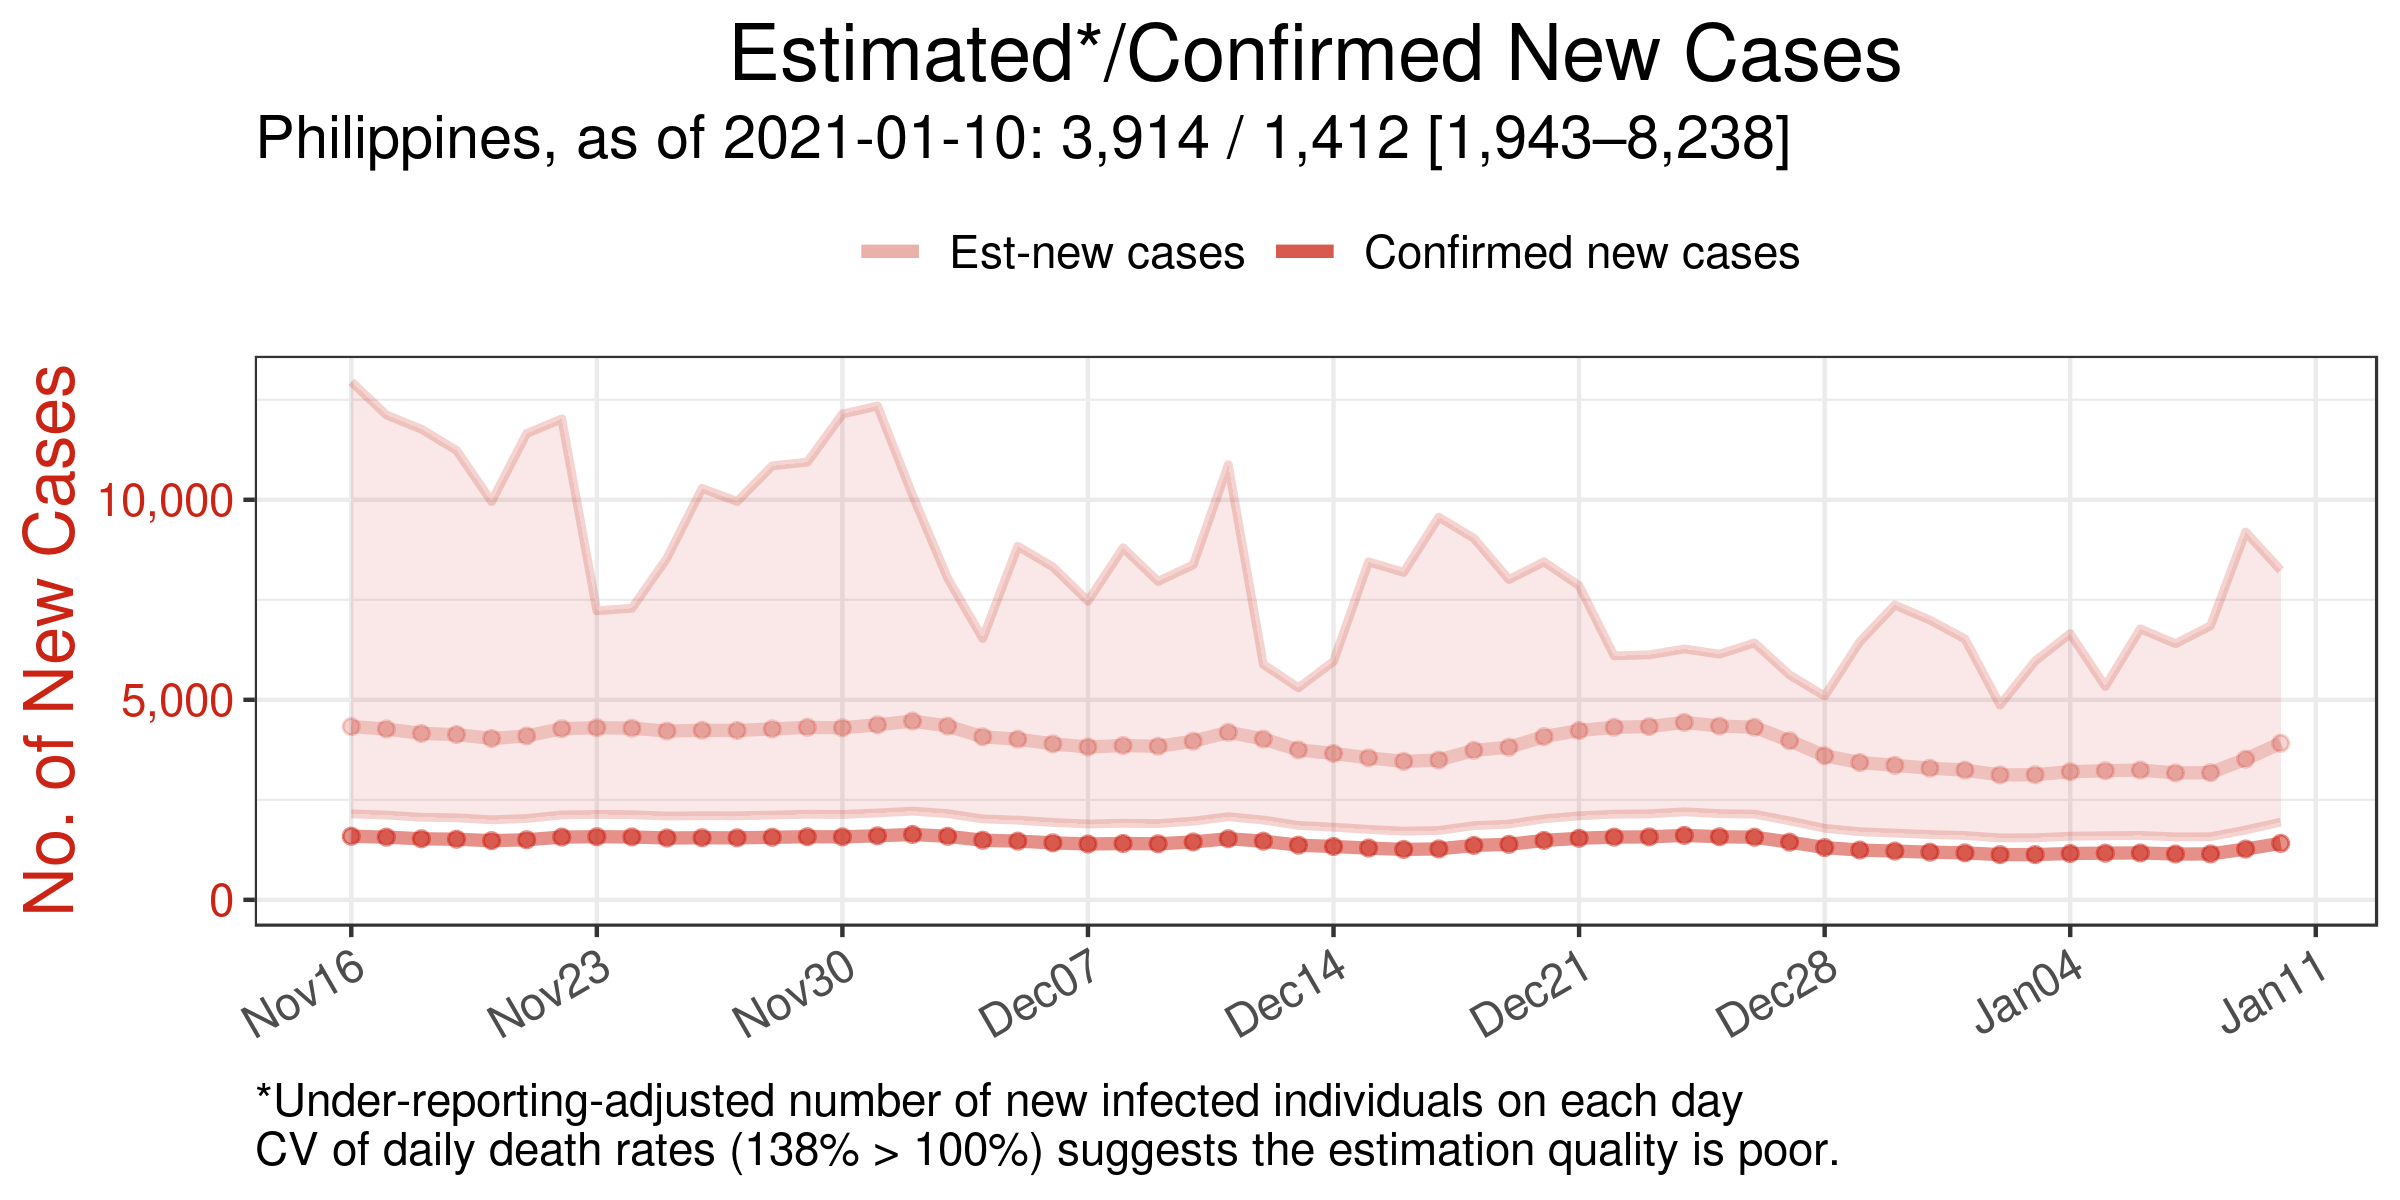 Estimated*/Confirmed New Cases
Philippines, as of 2021-01-10: 3,914 / 1,412 [1,943–8,238]
Est-new cases
Confirmed new cases
No. of New Cases
10,000
5,000
0
Nov16
Nov23
Nov30
Dec07
Dec14
Dec21
Dec28
Jan04
Jan11
*Under-reporting-adjusted number of new infected individuals on each day
CV of daily death rates (138% > 100%) suggests the estimation quality is poor.